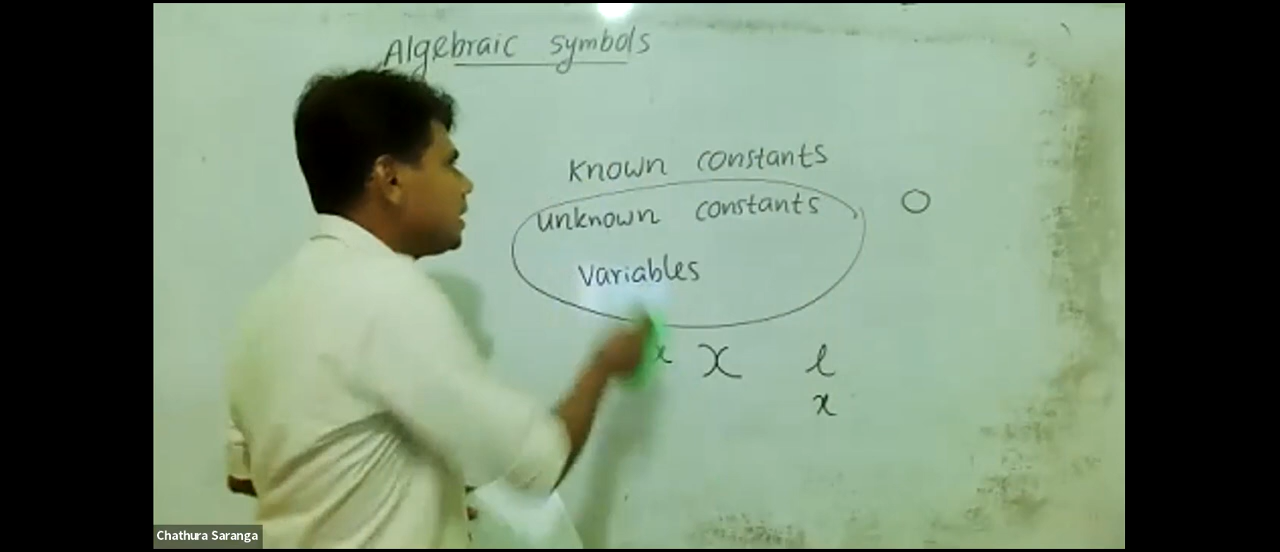 Algebraic symbols
Known constants
unknown constants O
Variables
x x l
x
Chathura Saranga